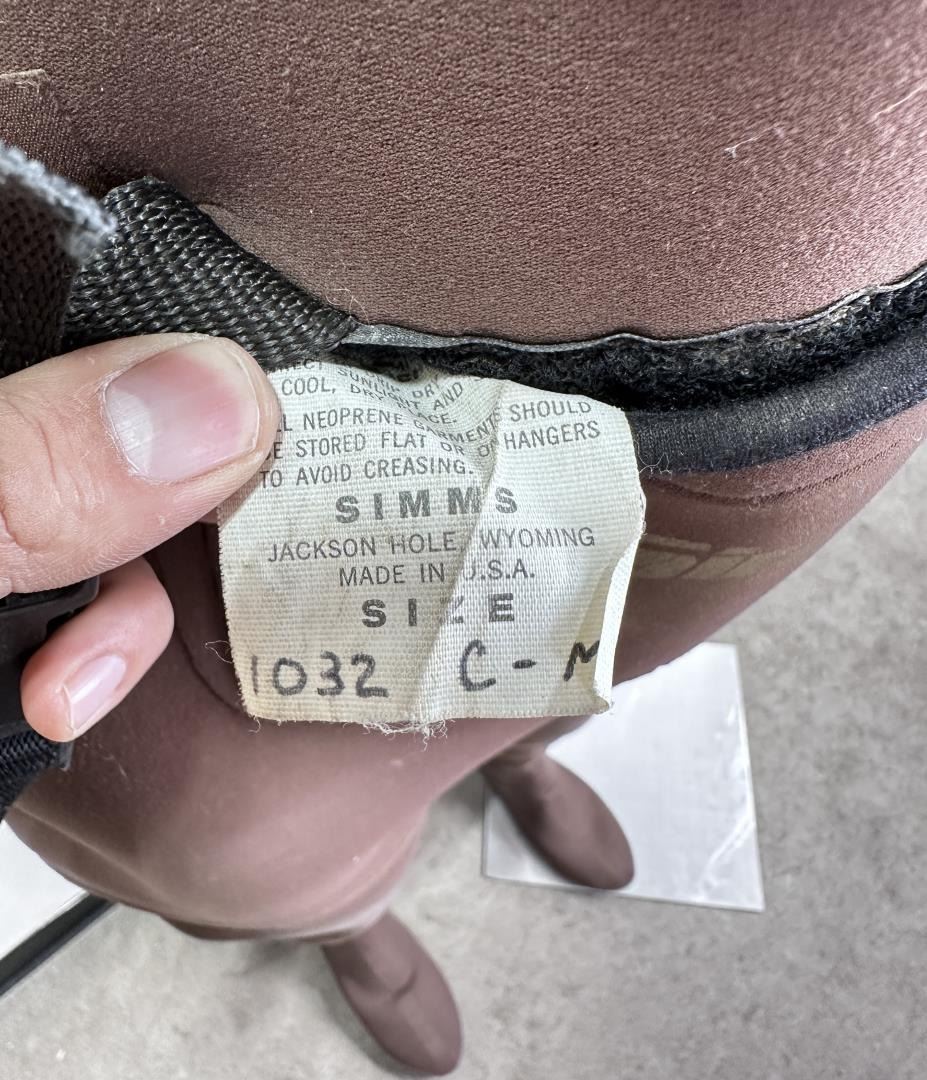 COOL, DRY
AND
NEOPRENE
SHOULD
STORED FLAT OR ON HANGERS
TO AVOID CREASING.
SIMMS
JACKSON HOLE, WYOMING
MADE IN U.S.A.
SIZE
1032 C-M